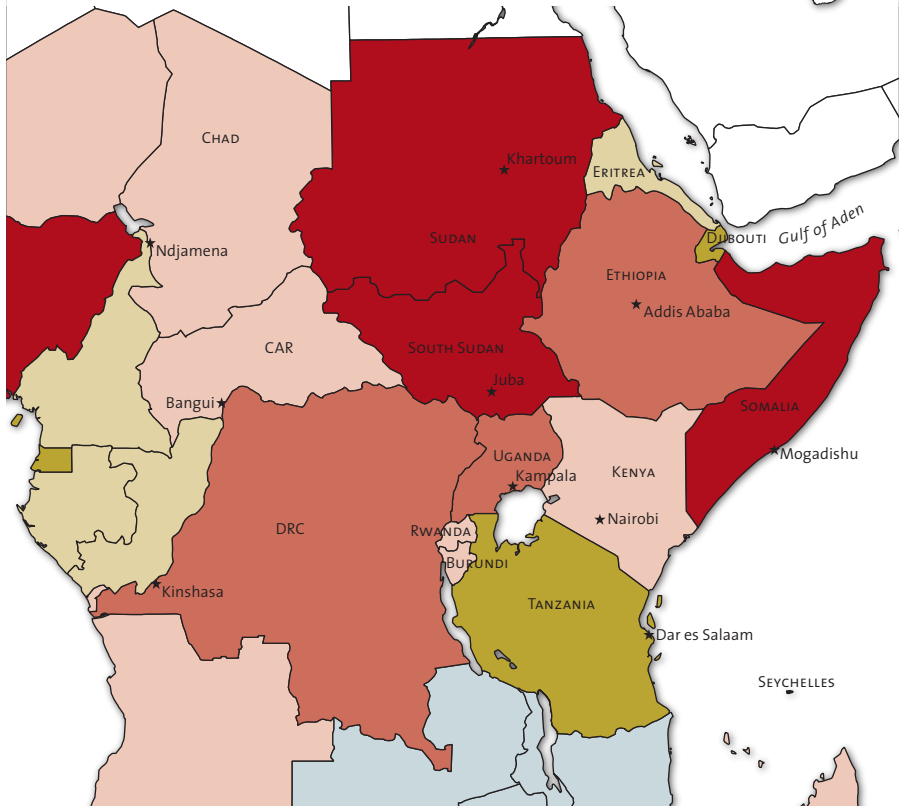 CHAD
Khartoum
ERITREA
SUDAN
DJIBOUTI
Gulf of Aden
Ndjamena
ETHIOPIA
Addis Ababa
CAR
SOUTH SUDAN
Juba
Bangui
SOMALIA
Mogadishu
UGANDA
Kampala
KENYA
Nairobi
DRC
RWANDA
BURUNDI
Kinshasa
TANZANIA
Dar es Salaam
SEYCHELLES